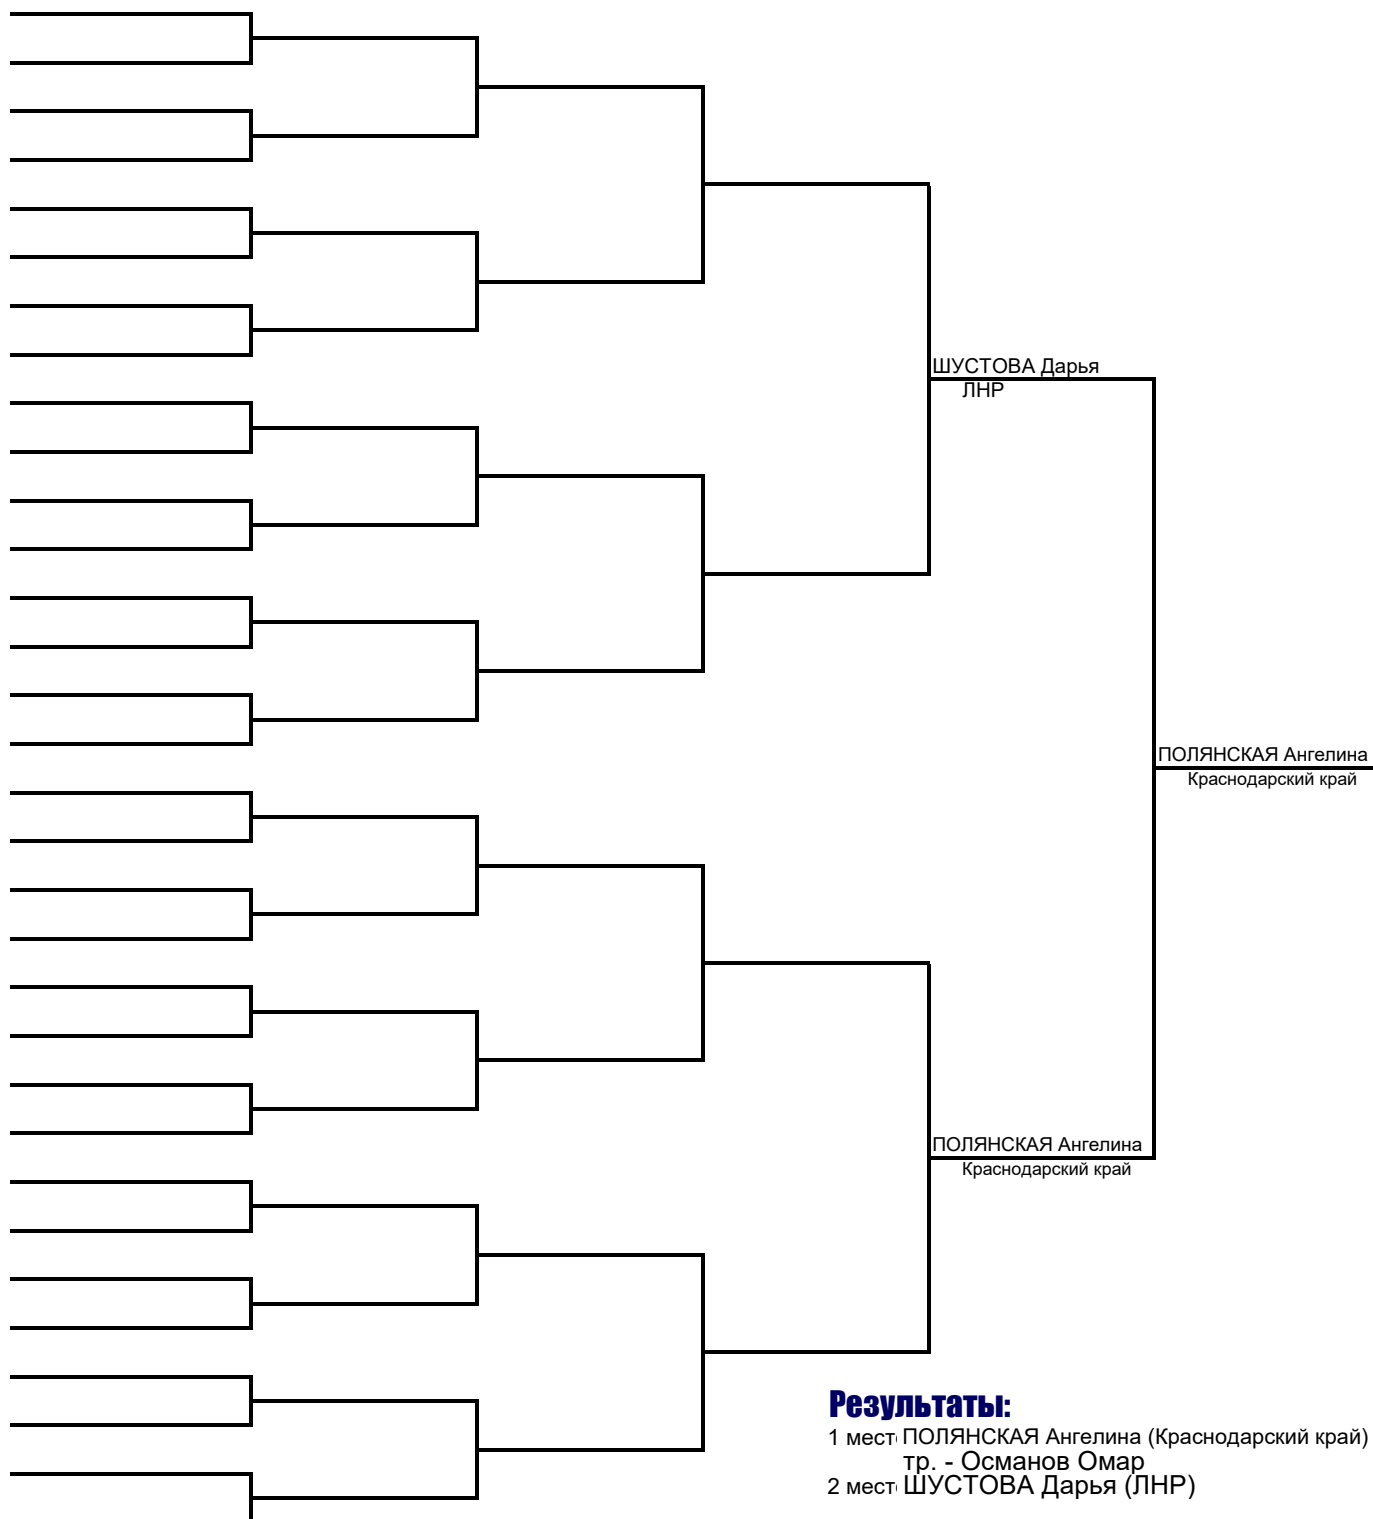 ШУСТОВА Дарья
ЛНР
ПОЛЯНСКАЯ Ангелина
Краснодарский край
ПОЛЯНСКАЯ Ангелина
Краснодарский край
Результаты:
1 мест ПОЛЯНСКАЯ Ангелина (Краснодарский край)
тр. - Османов Омар
2 мест ШУСТОВА Дарья (ЛНР)